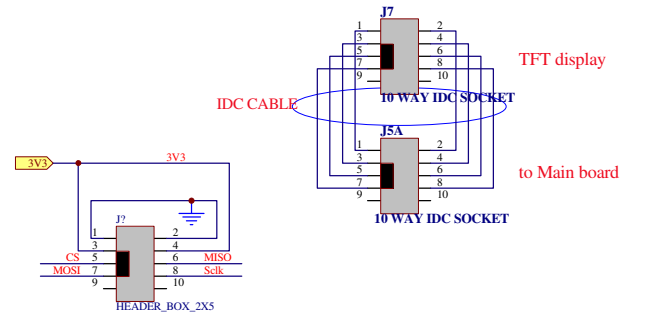 J7
1 2
3 4
5 6
7 8
9 10
TFT display
10 WAY IDC SOCKET
IDC CABLE
J5A
1 2
3 4
5 6
7 8
9 10
to Main board
10 WAY IDC SOCKET
3V3
3V3
J?
1 2
3 4
CS 5 6 MISO
MOSI 7 8 Sclk
9 10
HEADER_BOX_2X5